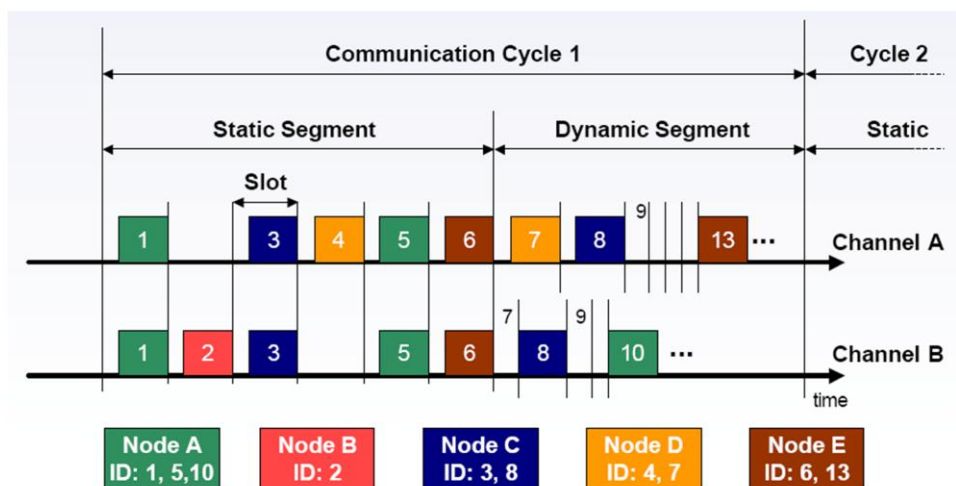 Communication Cycle 1 Cycle 2
Static Segment Dynamic Segment Static
Slot
1 3 4 5 6 7 8 9 13 ... Channel A
1 2 3 5 6 7 8 9 10 ... Channel B
time
Node A Node B Node C Node D Node E
ID: 1, 5,10 ID: 2 ID: 3, 8 ID: 4, 7 ID: 6, 13